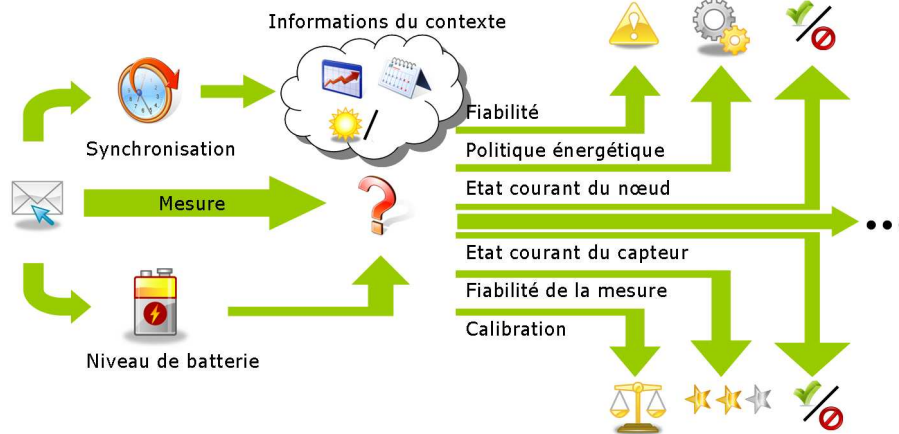 Informations du contexte
Synchronisation
Mesure
Niveau de batterie
Fiabilité
Politique énergétique
Etat courant du nœud
Etat courant du capteur
Fiabilité de la mesure
Calibration